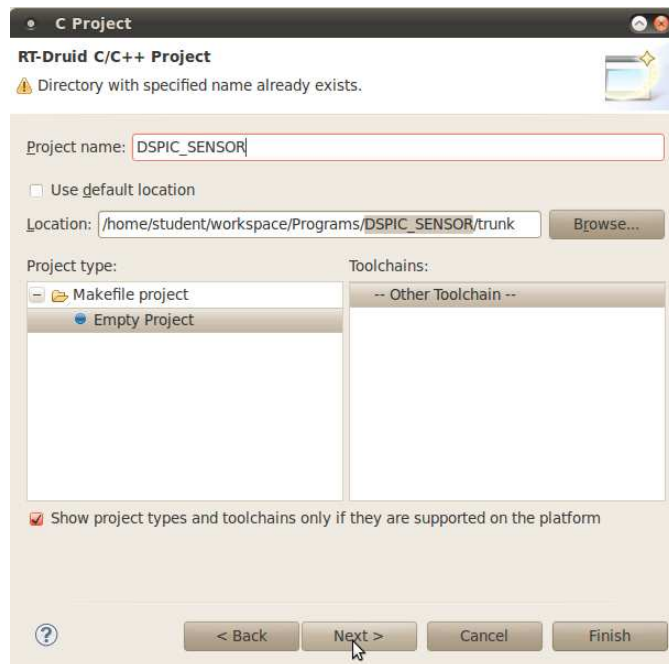 C Project
RT-Druid C/C++ Project
Directory with specified name already exists.
Project name: DSPIC_SENSOR
Use default location
Location: /home/student/workspace/Programs/DSPIC_SENSOR/trunk Browse...
Project type: Toolchains:
Makefile project -- Other Toolchain --
Empty Project
Show project types and toolchains only if they are supported on the platform
? < Back Next > Cancel Finish